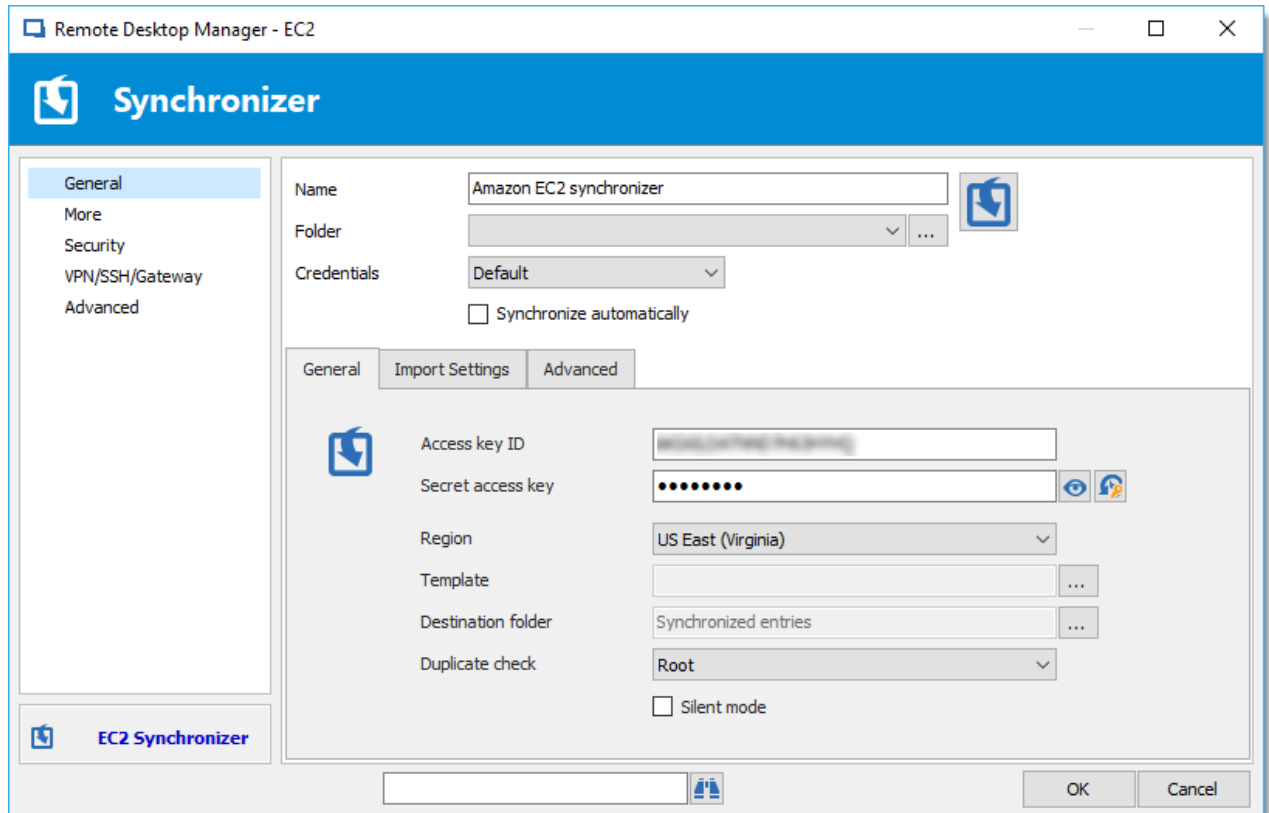 Remote Desktop Manager - EC2
Synchronizer
General
More
Security
VPN/SSH/Gateway
Advanced
EC2 Synchronizer
Name Amazon EC2 synchronizer
Folder ...
Credentials Default
Synchronize automatically
General Import Settings Advanced
Access key ID
Secret access key ••••••••
Region US East (Virginia)
Template ...
Destination folder Synchronized entries ...
Duplicate check Root
Silent mode
OK Cancel